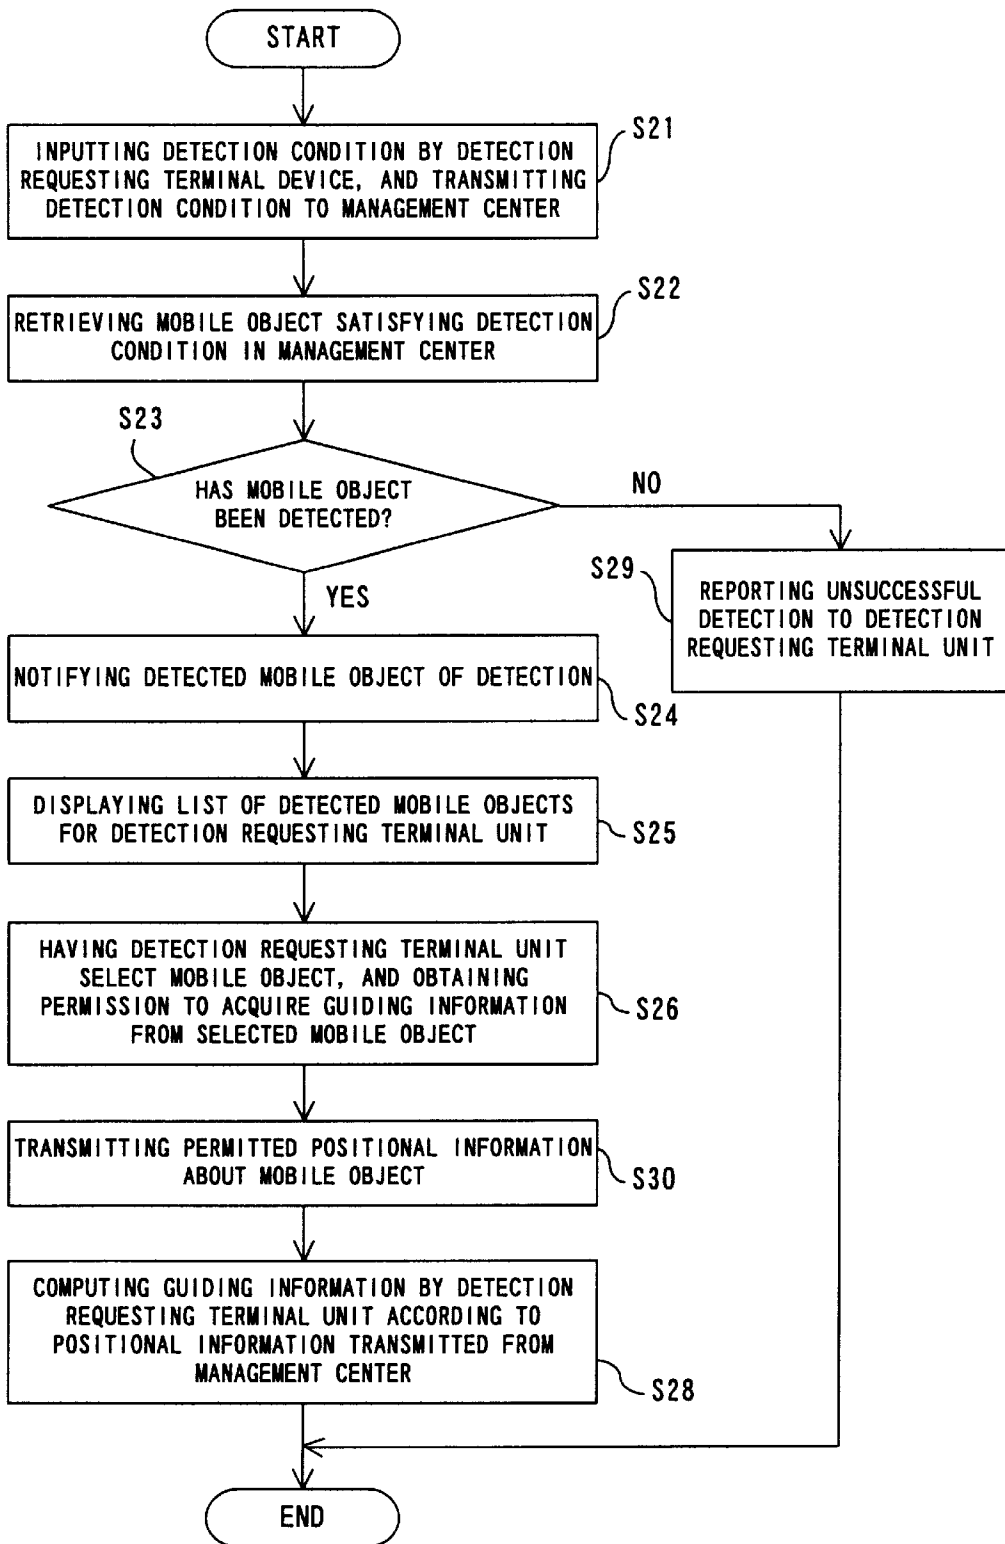 START
S21
INPUTTING DETECTION CONDITION BY DETECTION
REQUESTING TERMINAL DEVICE, AND TRANSMITTING
DETECTION CONDITION TO MANAGEMENT CENTER
S22
RETRIEVING MOBILE OBJECT SATISFYING DETECTION
CONDITION IN MANAGEMENT CENTER
S23
HAS MOBILE OBJECT
BEEN DETECTED?
NO
YES
S29
REPORTING UNSUCCESSFUL
DETECTION TO DETECTION
REQUESTING TERMINAL UNIT
NOTIFYING DETECTED MOBILE OBJECT OF DETECTION
S24
DISPLAYING LIST OF DETECTED MOBILE OBJECTS
FOR DETECTION REQUESTING TERMINAL UNIT
S25
HAVING DETECTION REQUESTING TERMINAL UNIT
SELECT MOBILE OBJECT, AND OBTAINING
PERMISSION TO ACQUIRE GUIDING INFORMATION
FROM SELECTED MOBILE OBJECT
S26
TRANSMITTING PERMITTED POSITIONAL INFORMATION
ABOUT MOBILE OBJECT
S30
COMPUTING GUIDING INFORMATION BY DETECTION
REQUESTING TERMINAL UNIT ACCORDING TO
POSITIONAL INFORMATION TRANSMITTED FROM
MANAGEMENT CENTER
S28
END